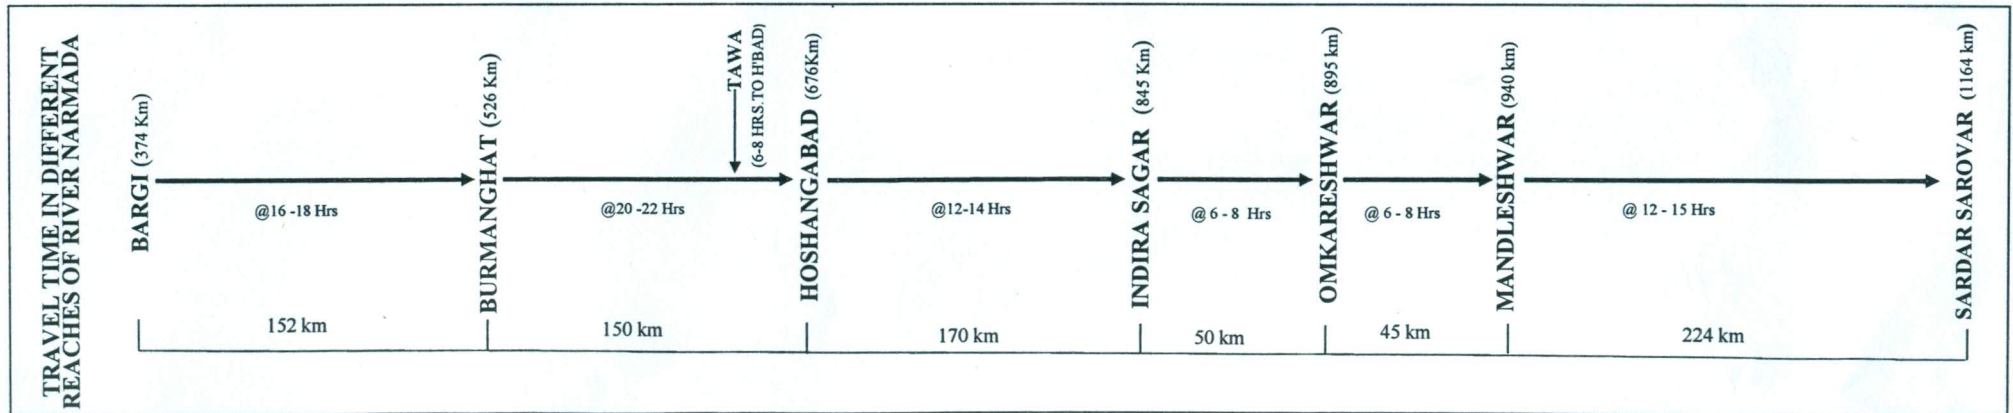 TRAVEL TIME IN DIFFERENT
REACHES OF RIVER NARMADA
BARGI (374 Km)
@16 -18 Hrs
BURMANGHAT (526 Km)
@20 -22 Hrs
TAWA
(6-8 HRS.TO H'BAD)
HOSHANGABAD (676Km)
@12-14 Hrs
INDIRA SAGAR (845 Km)
@ 6 - 8 Hrs
OMKARESHWAR (895 km)
@ 6 - 8 Hrs
MANDLESHWAR (940 km)
@ 12 - 15 Hrs
SARDAR SAROVAR (1164 km)
152 km
150 km
170 km
50 km
45 km
224 km